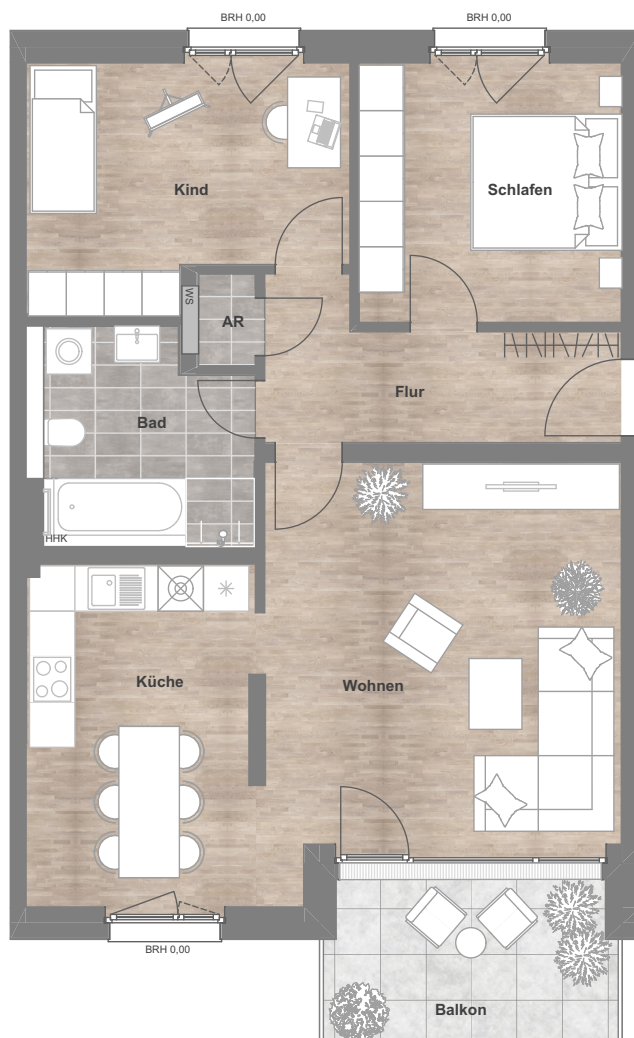 BRH 0,00
BRH 0,00
Kind
Schlafen
WS
AR
Flur
Bad
HHK
Küche
Wohnen
BRH 0,00
Balkon